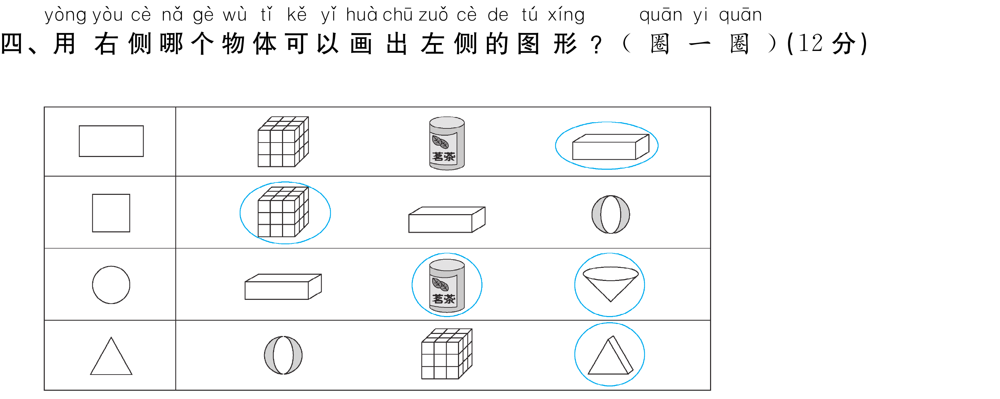 yòng yòu cè nǎ gè wù tǐ kě yǐ huà chū zuǒ cè de tú xíng quān yi quān
四、用右侧哪个物体可以画出左侧的图形？（圈一圈）(12分)
茗茶
茗茶